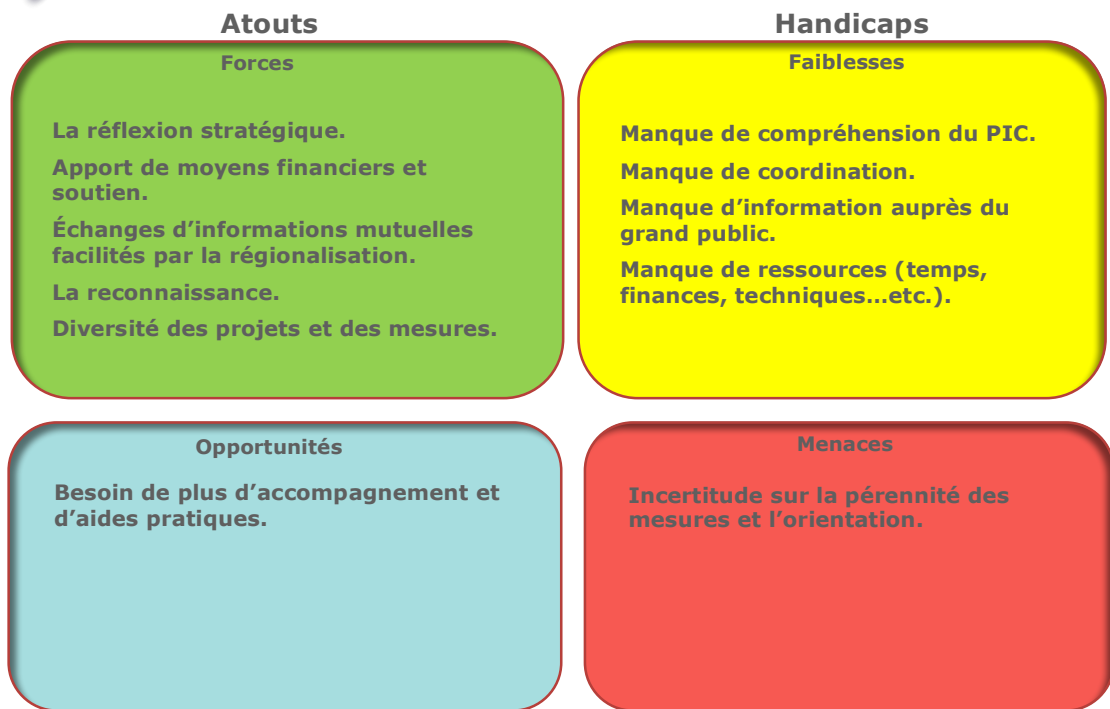 Atouts
Handicaps
Forces
La réflexion stratégique.
Apport de moyens financiers et
soutien.
Échanges d’informations mutuelles
facilités par la régionalisation.
La reconnaissance.
Diversité des projets et des mesures.
Faiblesses
Manque de compréhension du PIC.
Manque de coordination.
Manque d’information auprès du
grand public.
Manque de ressources (temps,
finances, techniques…etc.).
Opportunités
Besoin de plus d’accompagnement et
d’aides pratiques.
Menaces
Incertitude sur la pérennité des
mesures et l’orientation.